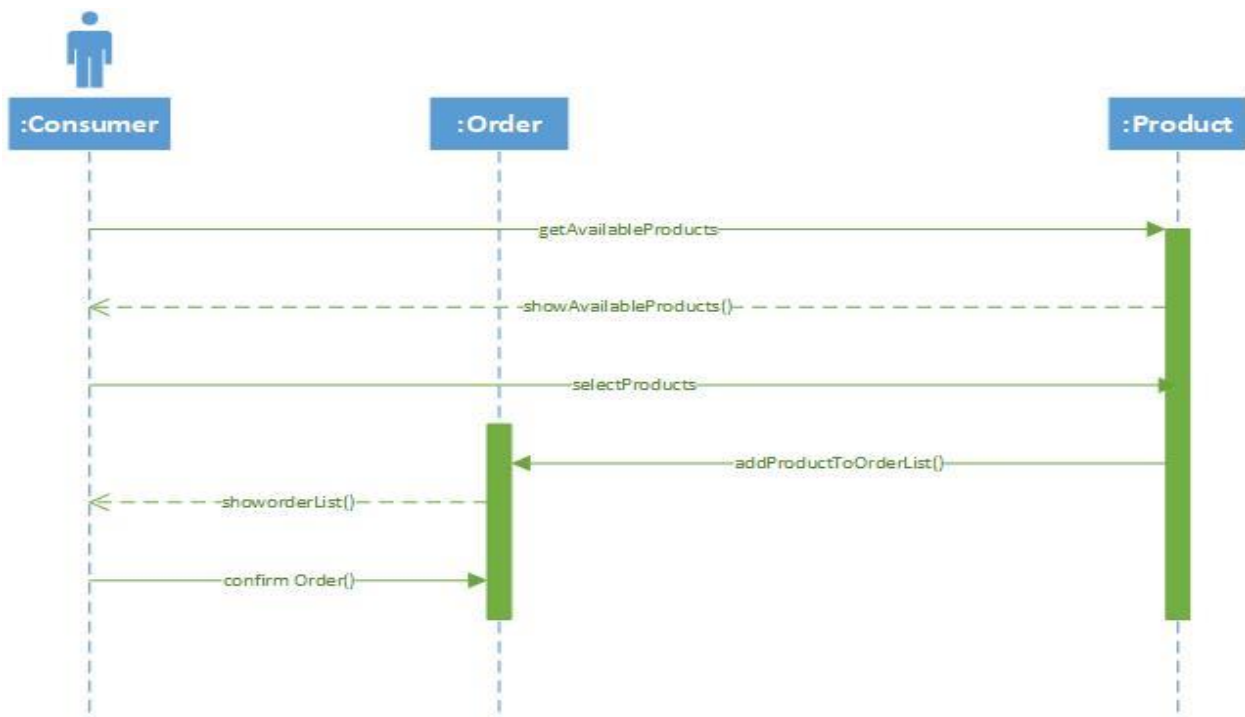 :Consumer
:Order
:Product
getAvailableProducts
showAvailableProducts()
selectProducts
addProductToOrderList()
showorderList()
confirm Order()